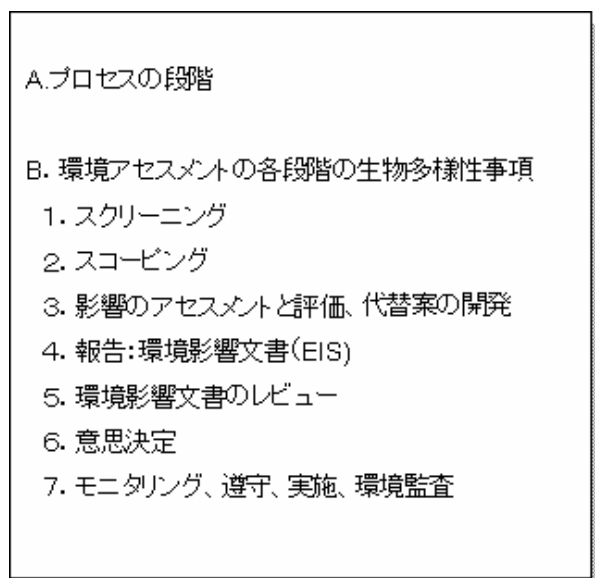 A.プロセスの段階
B. 環境アセスメントの各段階の生物多様性事項
1. スクリーニング
2. スコーピング
3. 影響のアセスメントと評価、代替案の開発
4. 報告:環境影響文書(EIS)
5. 環境影響文書のレビュー
6. 意思決定
7. モニタリング、遵守、実施、環境監査